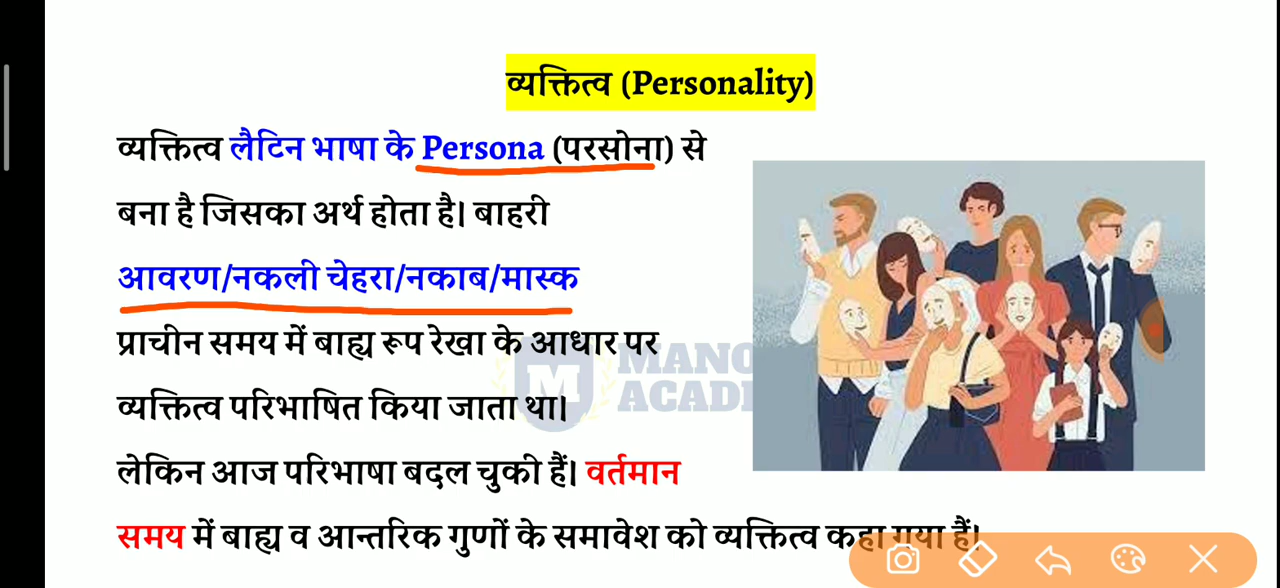 व्यक्तित्व (Personality)
व्यक्तित्व लैटिन भाषा के Persona (परसोना) से
बना है जिसका अर्थ होता है। बाहरी
आवरण/नकली चेहरा/नकाब/मास्क
प्राचीन समय में बाह्य रूप रेखा के आधार पर
व्यक्तित्व परिभाषित किया जाता था।
लेकिन आज परिभाषा बदल चुकी हैं। वर्तमान
समय में बाह्य व आन्तरिक गुणों के समावेश को व्यक्तित्व कहा गया हैं।
M